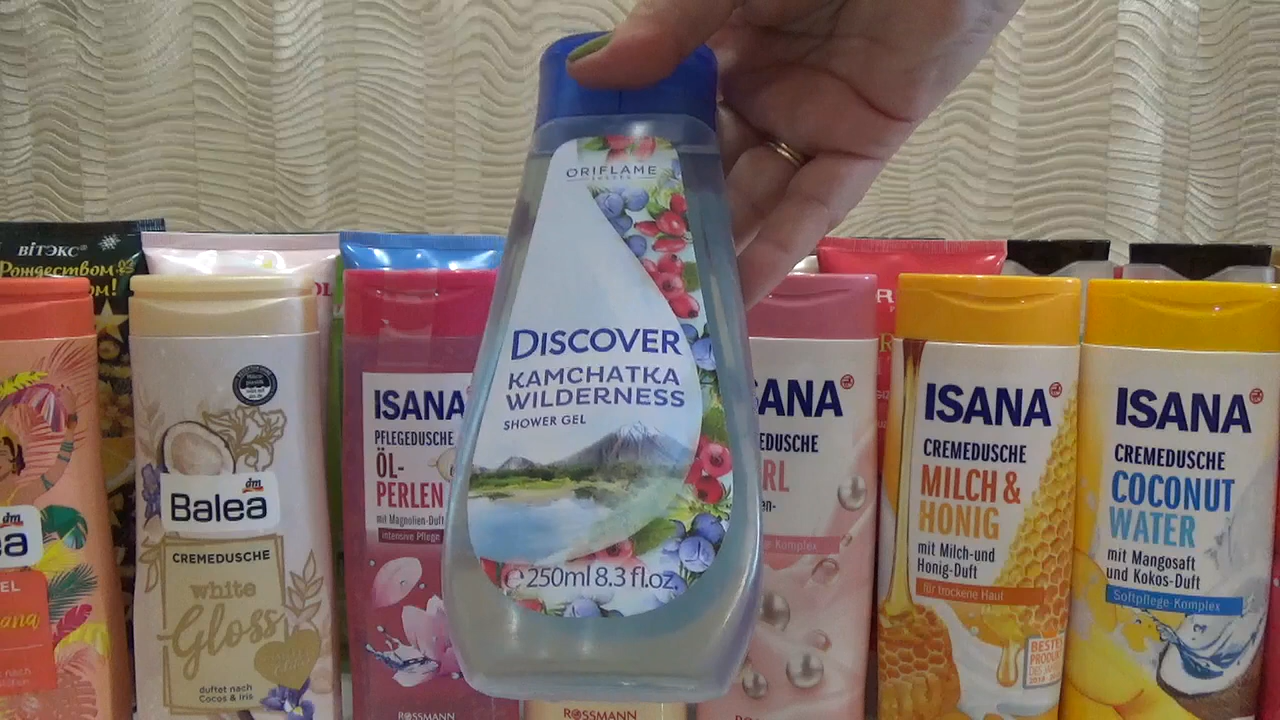 ВІТЭКС®
Рождеством
ORIFLAME
SWEDEN
DISCOVER
KAMCHATKA
WILDERNESS
SHOWER GEL
e 250ml 8.3 fl.oz.
dm
Balea
CREMEDUSCHE
white
Gloss
duftet nach
Cocos & Iris
ISANA
PFLEGEDUSCHE
ÖL-
PERLEN
mit Magnolien-Duft
intensive Pflege
ROSSMANN
ROSSMANN
ISANA
CREMEDUSCHE
MILCH &
HONIG
mit Milch-und
Honig-Duft
für trockene Haut
ISANA
CREMEDUSCHE
COCONUT
WATER
mit Mangosaft
und Kokos-Duft
Softpflege-Komplex